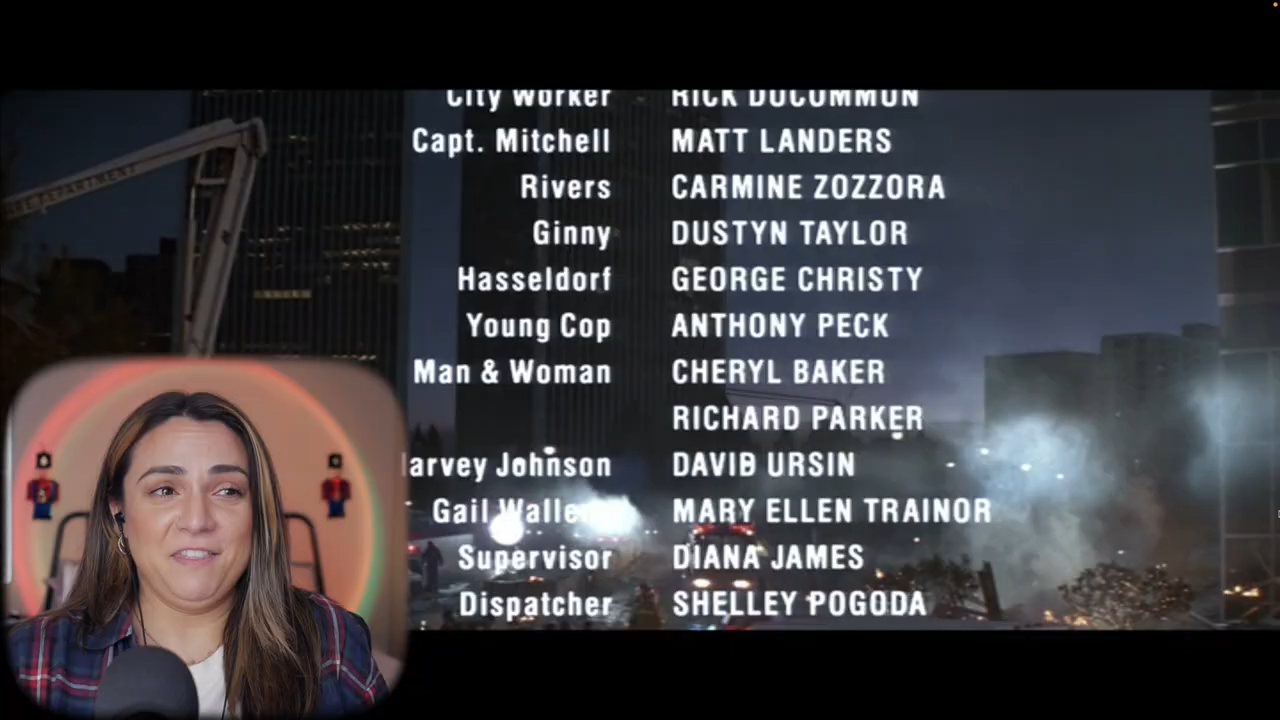 City Worker RICK DUCOMMUN
Capt. Mitchell MATT LANDERS
Rivers CARMINE ZOZZORA
Ginny DUSTYN TAYLOR
Hasseldorf GEORGE CHRISTY
Young Cop ANTHONY PECK
Man & Woman CHERYL BAKER
RICHARD PARKER
arvey Johnson DAVID URSIN
Gail MARY ELLEN TRAINOR
Supervisor DIANA JAMES
Dispatcher SHELLEY POGODA
DEPARTMENT